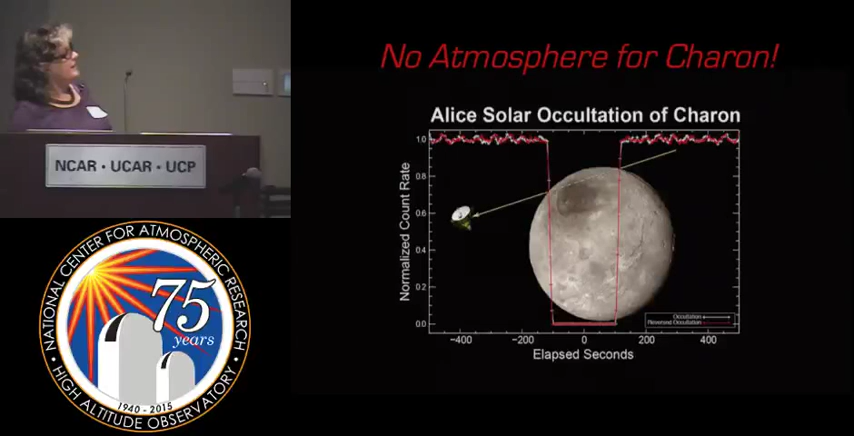 No Atmosphere for Charon!
Alice Solar Occultation of Charon
Normalized Count Rate
1.0
0.8
0.6
0.4
0.2
0.0
-400
-200
0
200
400
Elapsed Seconds
Occultation
Reversed Occultation
NCAR • UCAR • UCP
NATIONAL CENTER FOR ATMOSPHERIC RESEARCH
75
years
1940 - 2015
HIGH ALTITUDE OBSERVATORY